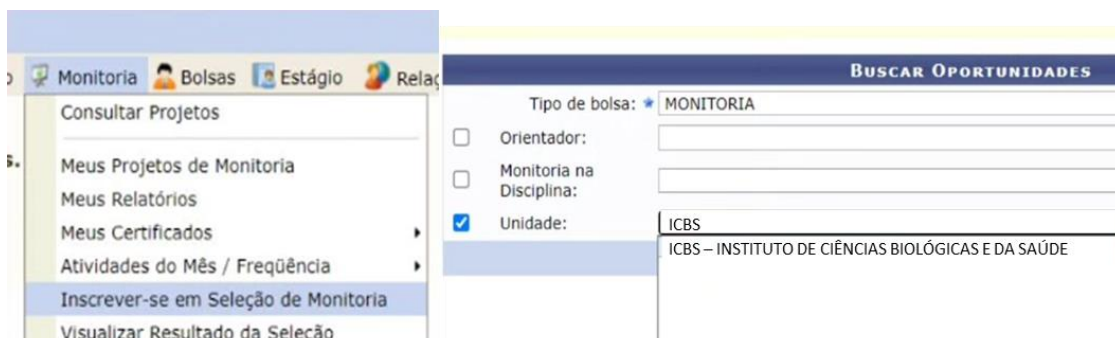 Monitoria Bolsas Estágio
Consultar Projetos
Meus Projetos de Monitoria
Meus Relatórios
Meus Certificados
Atividades do Mês / Freqüência
Inscrever-se em Seleção de Monitoria
Visualizar Resultado da Seleção
BUSCAR OPORTUNIDADES
Tipo de bolsa: MONITORIA
Orientador:
Monitoria na
Disciplina:
Unidade: ICBS
ICBS – INSTITUTO DE CIÊNCIAS BIOLÓGICAS E DA SAÚDE